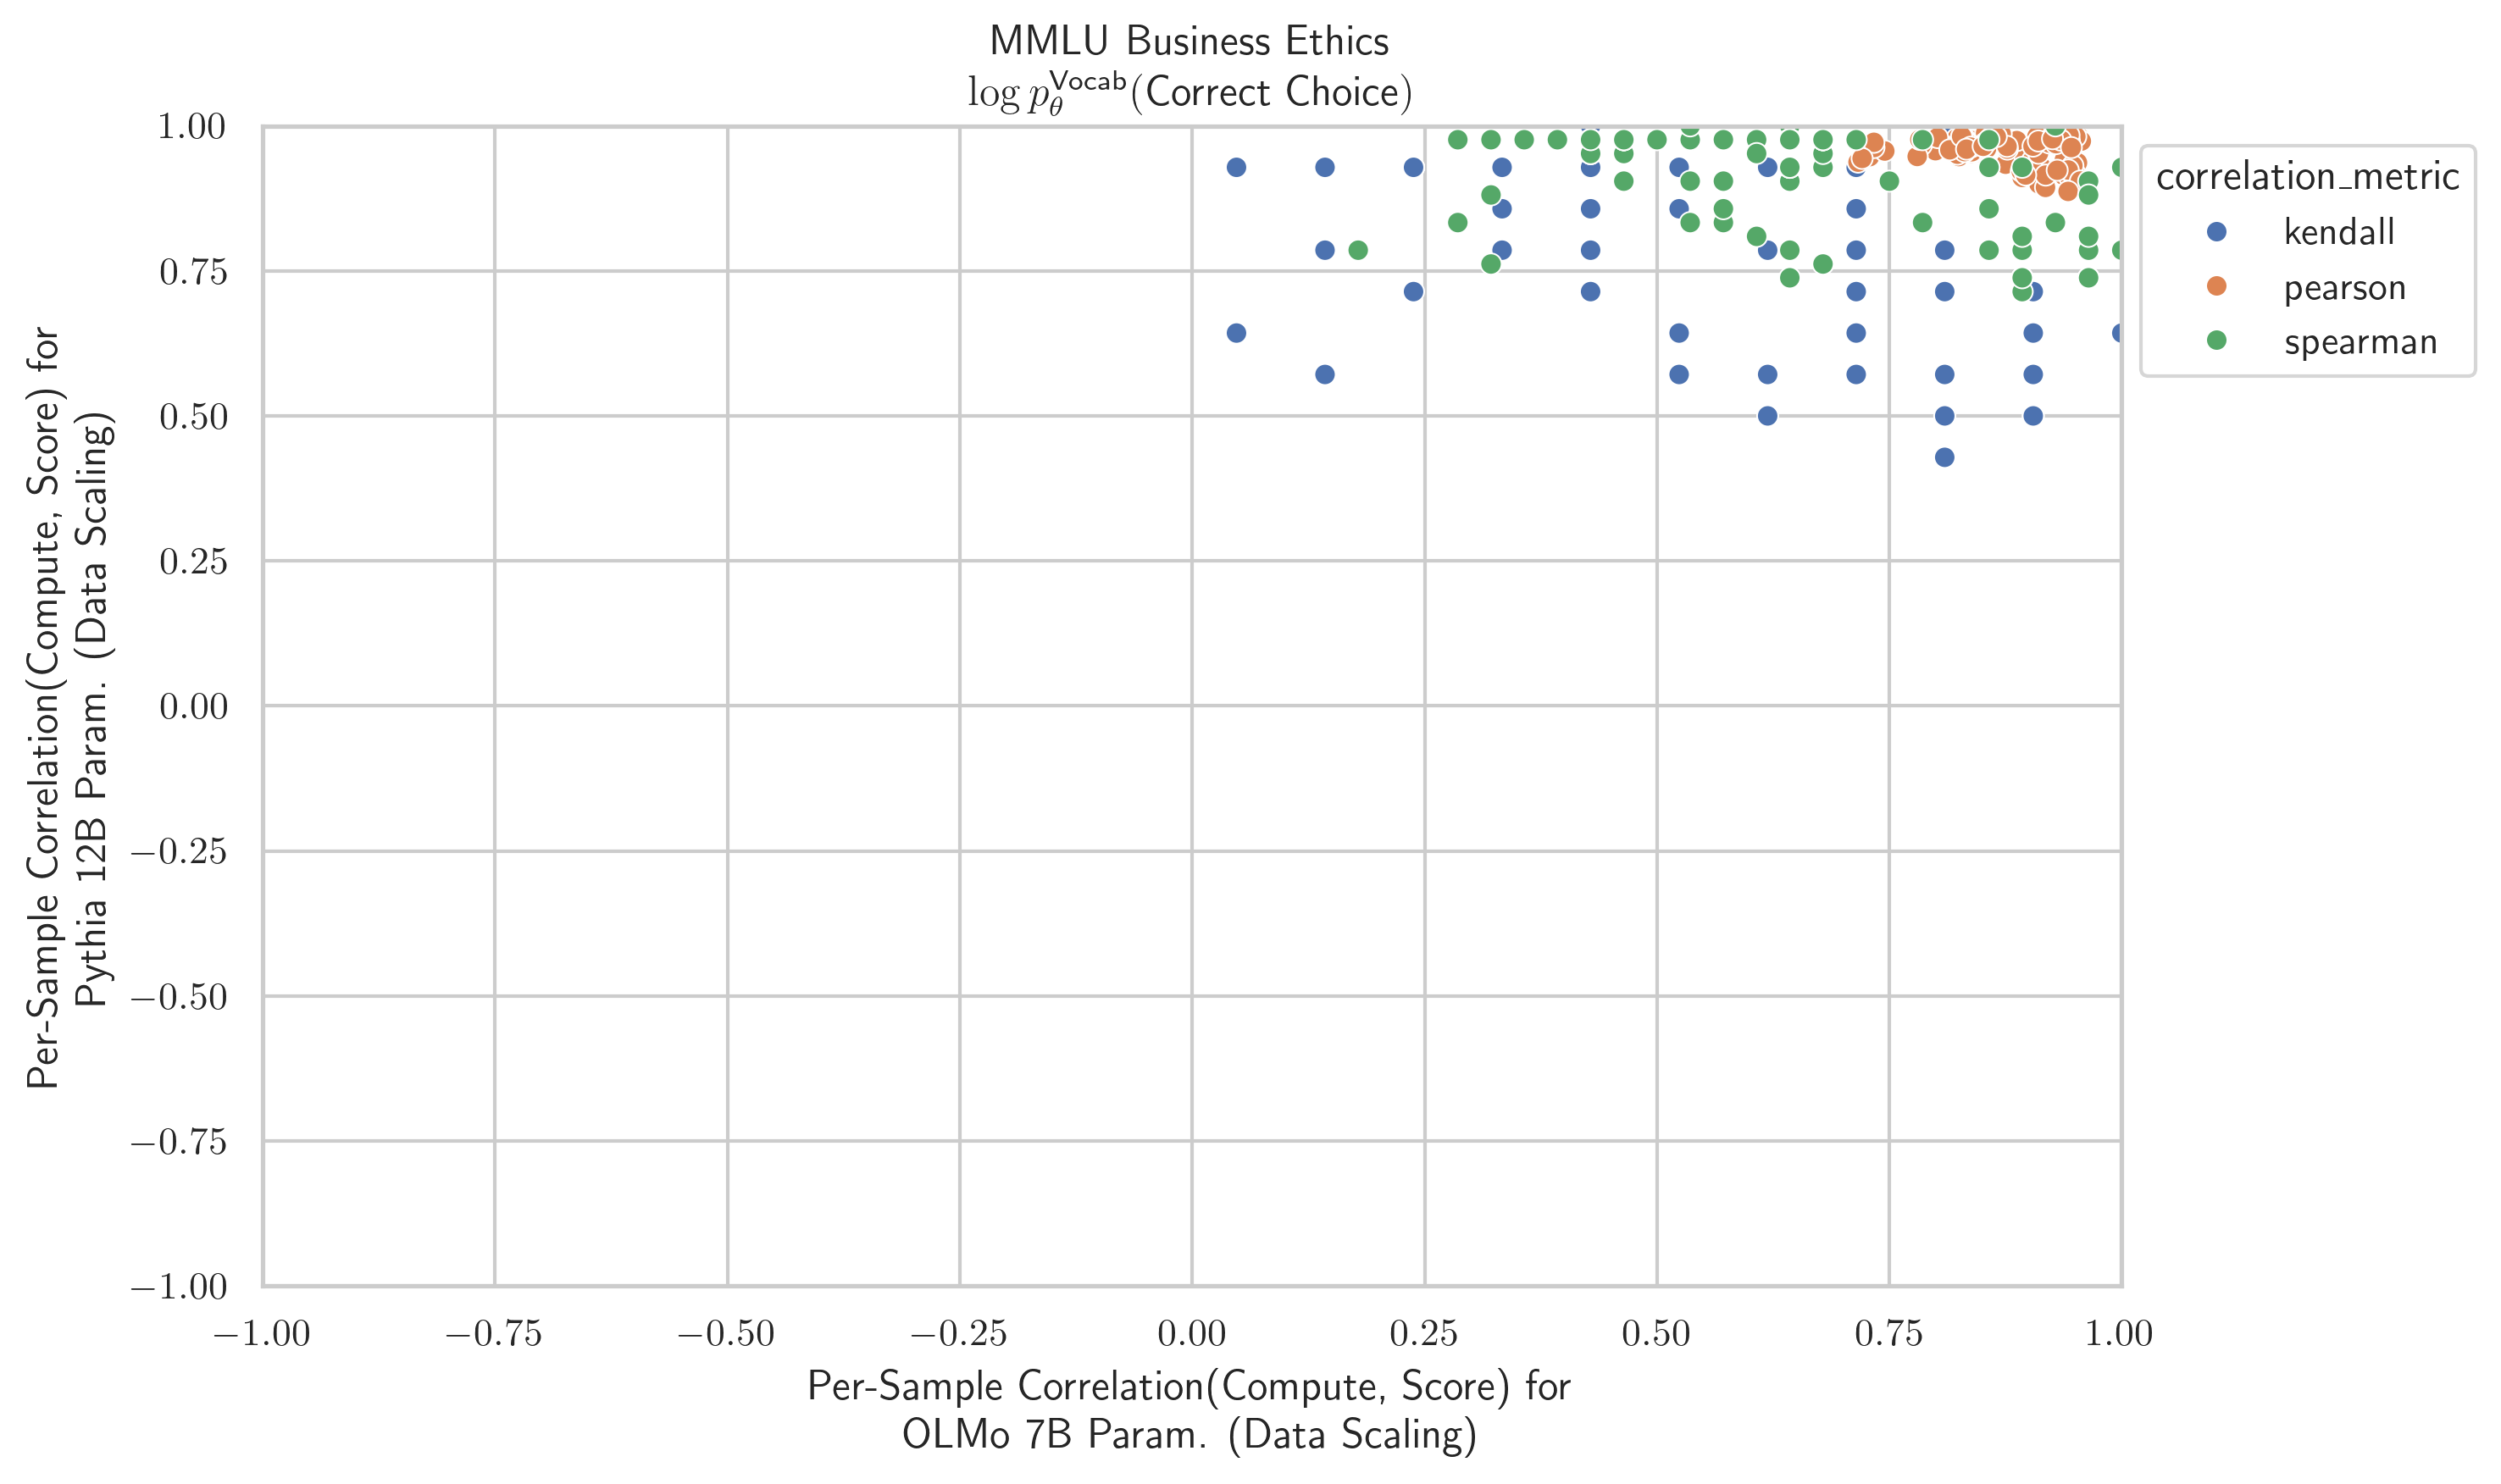 MMLU Business Ethics
log p_θ^Vocab(Correct Choice)
Per-Sample Correlation(Compute, Score) for
Pythia 12B Param. (Data Scaling)
1.00
0.75
0.50
0.25
0.00
−0.25
−0.50
−0.75
−1.00
−1.00
−0.75
−0.50
−0.25
0.00
0.25
0.50
0.75
1.00
Per-Sample Correlation(Compute, Score) for
OLMo 7B Param. (Data Scaling)
correlation_metric
kendall
pearson
spearman